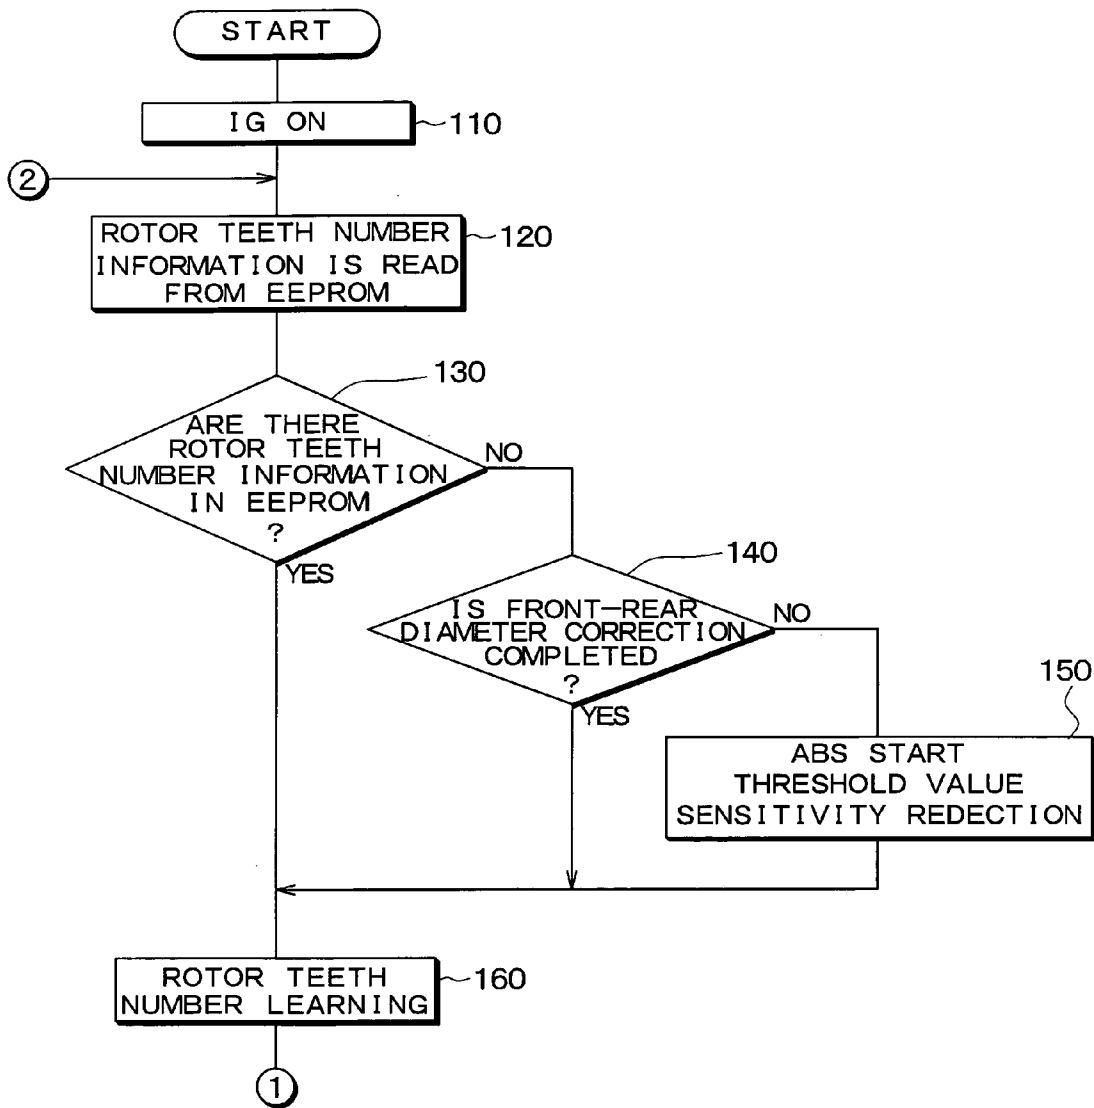 START
IG ON
110
2
ROTOR TEETH NUMBER
INFORMATION IS READ
FROM EEPROM
120
130
ARE THERE
ROTOR TEETH
NUMBER INFORMATION
IN EEPROM
?
NO
YES
140
IS FRONT-REAR
DIAMETER CORRECTION
COMPLETED
?
NO
YES
150
ABS START
THRESHOLD VALUE
SENSITIVITY REDECTION
ROTOR TEETH
NUMBER LEARNING
160
1